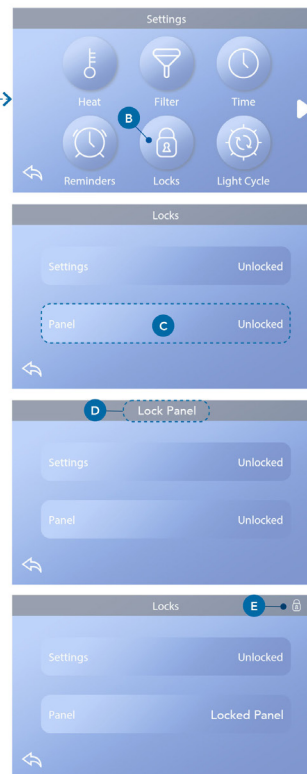 Settings
Heat Filter Time
B
Reminders Locks Light Cycle
Locks
Settings Unlocked
Panel C Unlocked
D Lock Panel
Settings Unlocked
Panel Unlocked
Locks E
Settings Unlocked
Panel Locked Panel